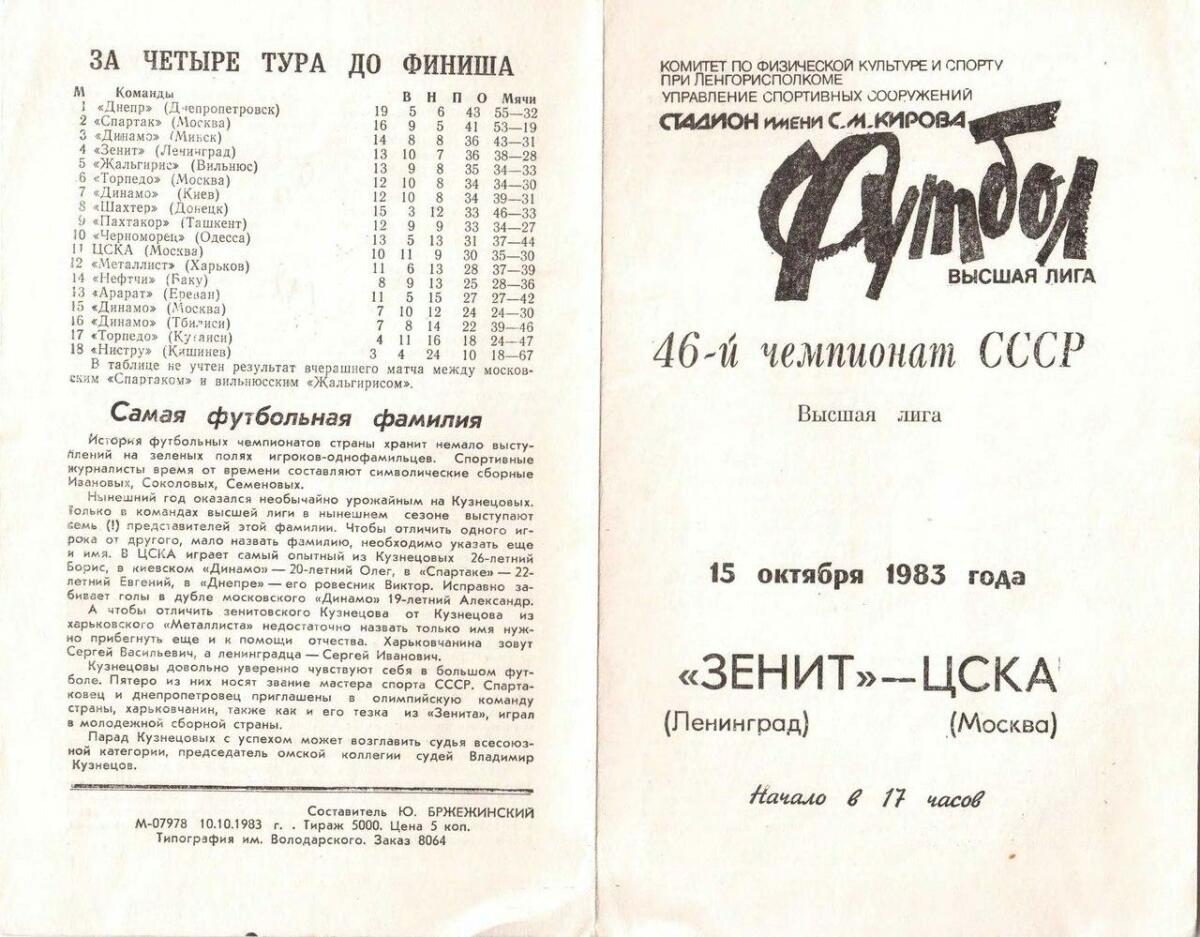 ЗА ЧЕТЫРЕ ТУРА ДО ФИНИША
М Команды В Н П О Мячи
1 «Днепр» (Днепропетровск) 19 5 6 43 55—32
2 «Спартак» (Москва) 16 9 5 41 53—19
3 «Динамо» (Минск) 14 8 8 36 43—31
4 «Зенит» (Ленинград) 13 10 7 36 38—28
5 «Жальгирис» (Вильнюс) 13 9 8 35 34—33
6 «Торпедо» (Москва) 12 10 8 34 34—30
7 «Динамо» (Киев) 12 10 8 34 39—31
8 «Шахтер» (Донецк) 15 3 12 33 46—33
9 «Пахтакор» (Ташкент) 12 9 9 33 34—27
10 «Черноморец» (Одесса) 13 5 13 31 37—44
11 ЦСКА (Москва) 10 11 9 30 35—30
12 «Металлист» (Харьков) 11 6 13 28 37—39
14 «Нефтчи» (Баку) 8 9 13 25 28—36
13 «Арарат» (Ереван) 11 5 15 27 27—42
15 «Динамо» (Москва) 7 10 12 24 24—30
16 «Динамо» (Тбилиси) 7 8 14 22 39—46
17 «Торпедо» (Кутаиси) 4 11 16 18 24—47
18 «Нистру» (Кишинев) 3 4 24 10 18—67
В таблице не учтен результат вчерашнего матча между москов-
ским «Спартаком» и вильнюсским «Жальгирисом».
Самая футбольная фамилия
История футбольных чемпионатов страны хранит немало высту-
плений на зеленых полях игроков-однофамильцев. Спортивные
журналисты время от времени составляют символические сборные
Ивановых, Соколовых, Семеновых.
Нынешний год оказался необычайно урожайным на Кузнецовых.
Только в командах высшей лиги в нынешнем сезоне выступают
семь (!) представителей этой фамилии. Чтобы отличить одного иг-
рока от другого, мало назвать фамилию, необходимо указать еще
и имя. В ЦСКА играет самый опытный из Кузнецовых 26-летний
Борис, в киевском «Динамо» — 20-летний Олег, в «Спартаке» — 22-
летний Евгений, в «Днепре» — его ровесник Виктор. Исправно за-
бивает голы в дубле московского «Динамо» 19-летний Александр.
А чтобы отличить зенитовского Кузнецова от Кузнецова из
харьковского «Металлиста» недостаточно назвать только имя нуж-
но прибегнуть еще и к помощи отчества. Харьковчанина зовут
Сергей Васильевич, а ленинградца — Сергей Иванович.
Кузнецовы довольно уверенно чувствуют себя в большом фут-
боле. Пятеро из них носят звание мастера спорта СССР. Спарта-
ковец и днепропетровец приглашены в олимпийскую команду
страны, харьковчанин, также как и его тезка из «Зенита», играл
в молодежной сборной страны.
Парад Кузнецовых с успехом может возглавить судья всесоюз-
ной категории, председатель омской коллегии судей Владимир
Кузнецов.
Составитель Ю. БРЖЕЖИНСКИЙ
М-07978 10.10.1983 г. . Тираж 5000. Цена 5 коп.
Типография им. Володарского. Заказ 8064
КОМИТЕТ ПО ФИЗИЧЕСКОЙ КУЛЬТУРЕ И СПОРТУ
ПРИ ЛЕНГОРИСПОЛКОМЕ
УПРАВЛЕНИЕ СПОРТИВНЫХ СООРУЖЕНИЙ
СТАДИОН ИМЕНИ С.М.КИРОВА
Футбол
ВЫСШАЯ ЛИГА
46-й чемпионат СССР
Высшая лига
15 октября 1983 года
«ЗЕНИТ»—ЦСКА
(Ленинград) (Москва)
Начало в 17 часов